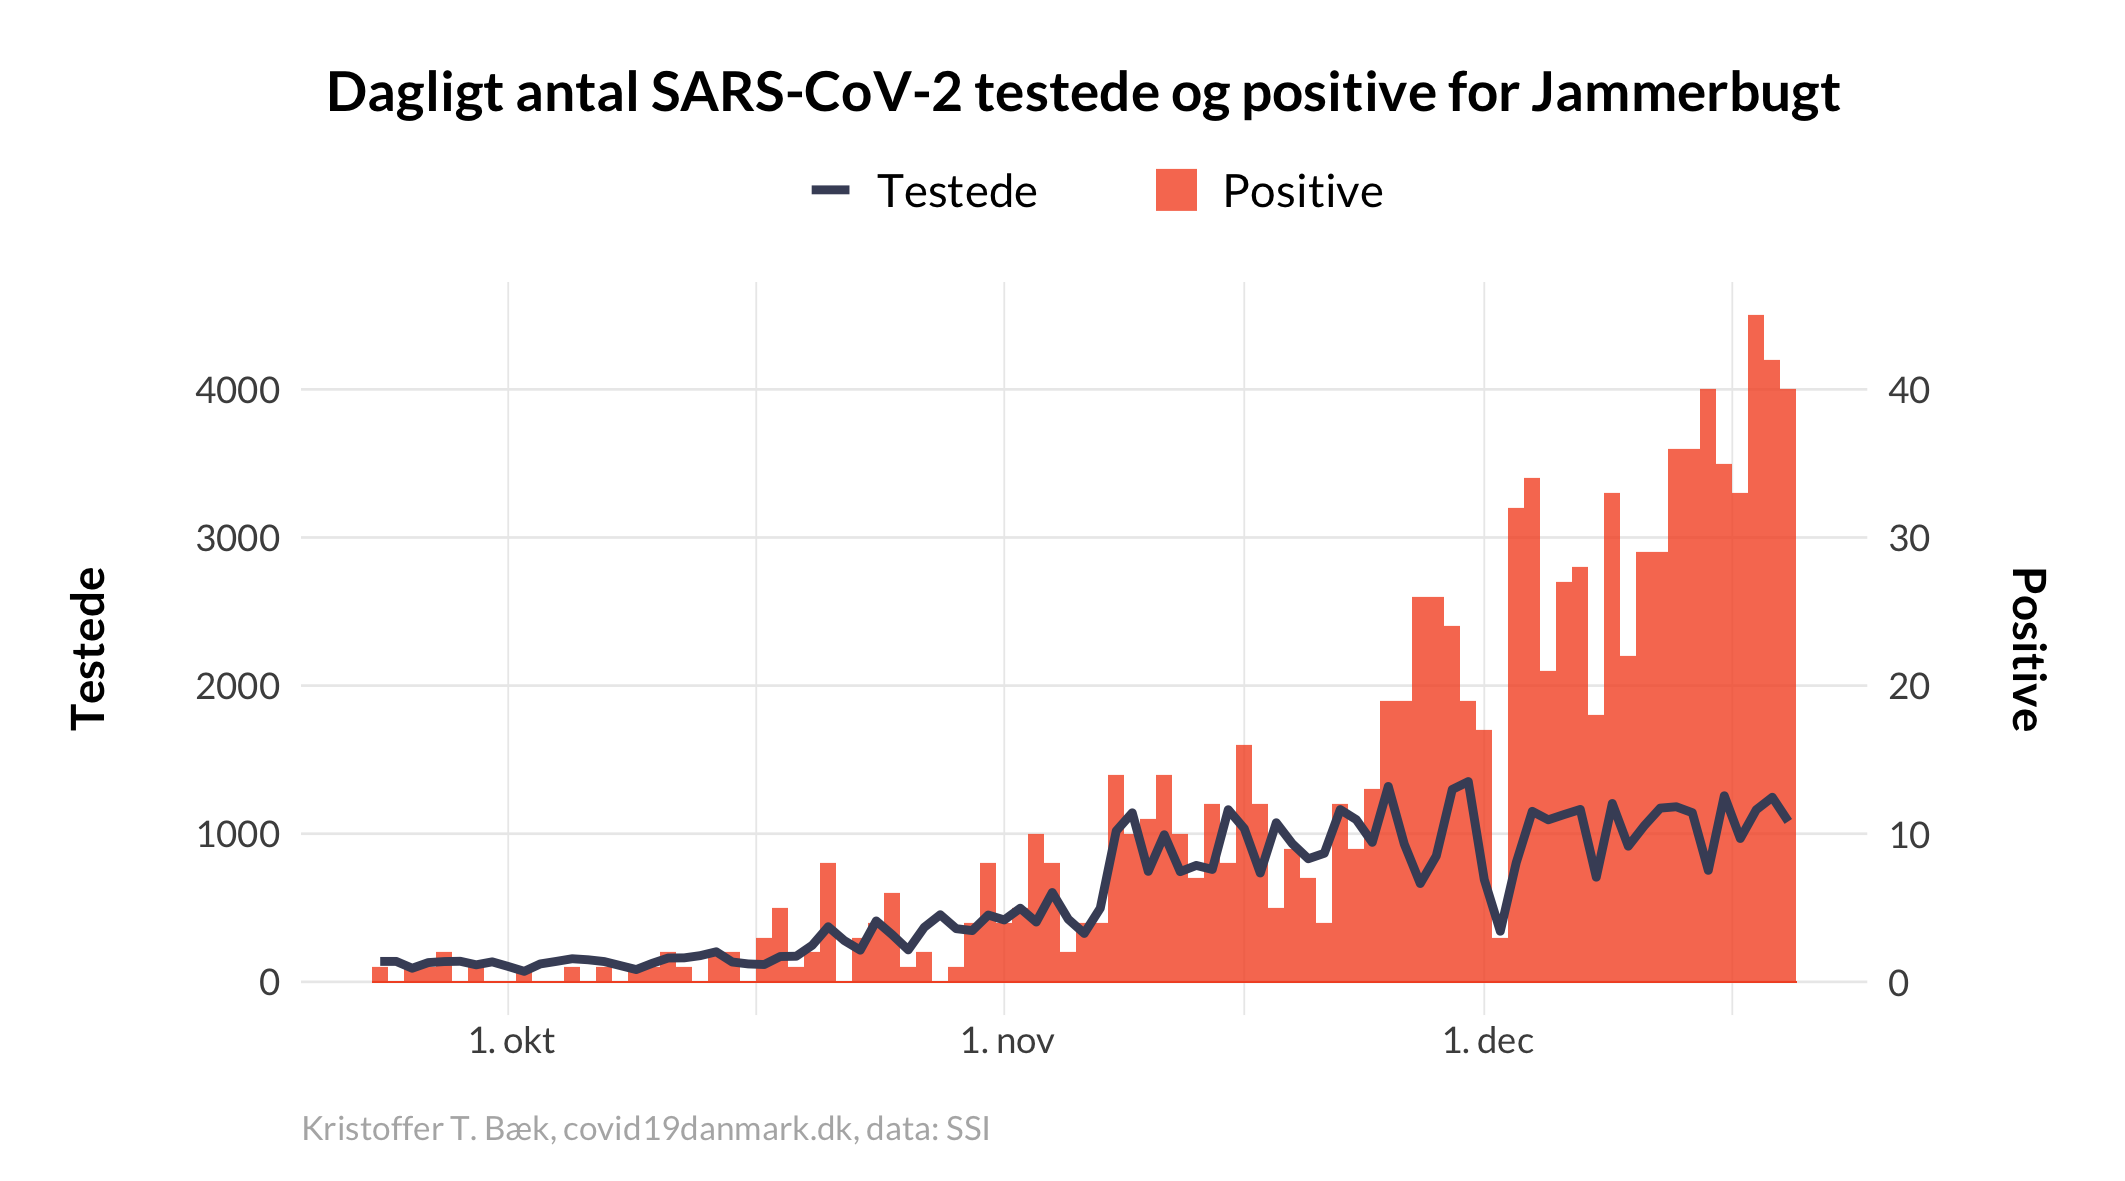 Dagligt antal SARS-CoV-2 testede og positive for Jammerbugt
Testede
Positive
4000
3000
2000
1000
0
40
30
20
10
0
Testede
Positive
1. okt
1. nov
1. dec
Kristoffer T. Bæk, covid19danmark.dk, data: SSI